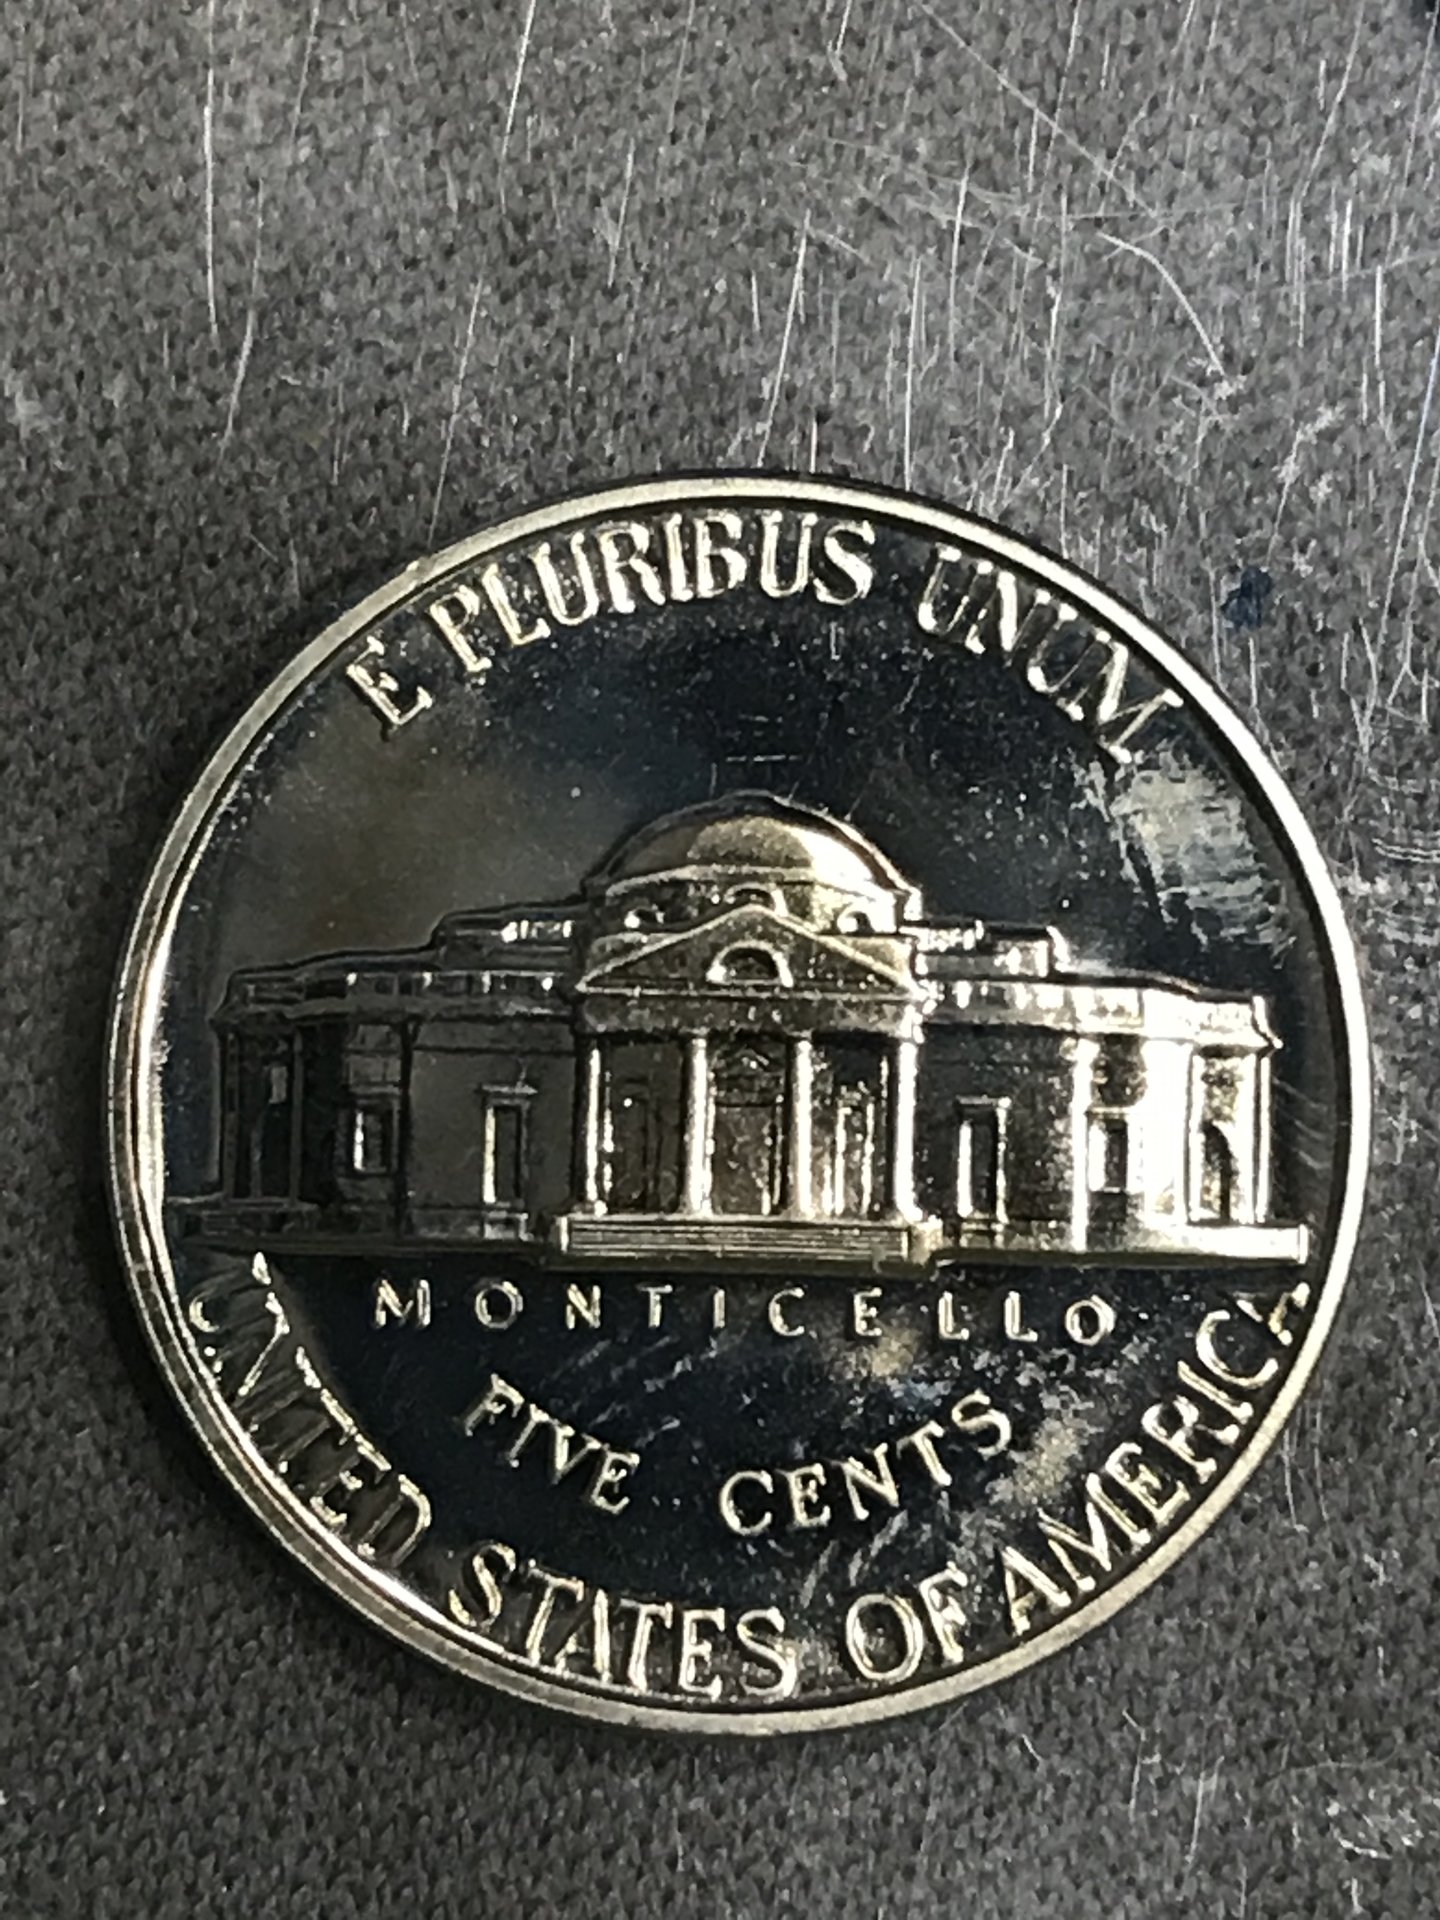 E PLURIBUS UNUM
MONTICELLO
FIVE CENTS
UNITED STATES OF AMERICA